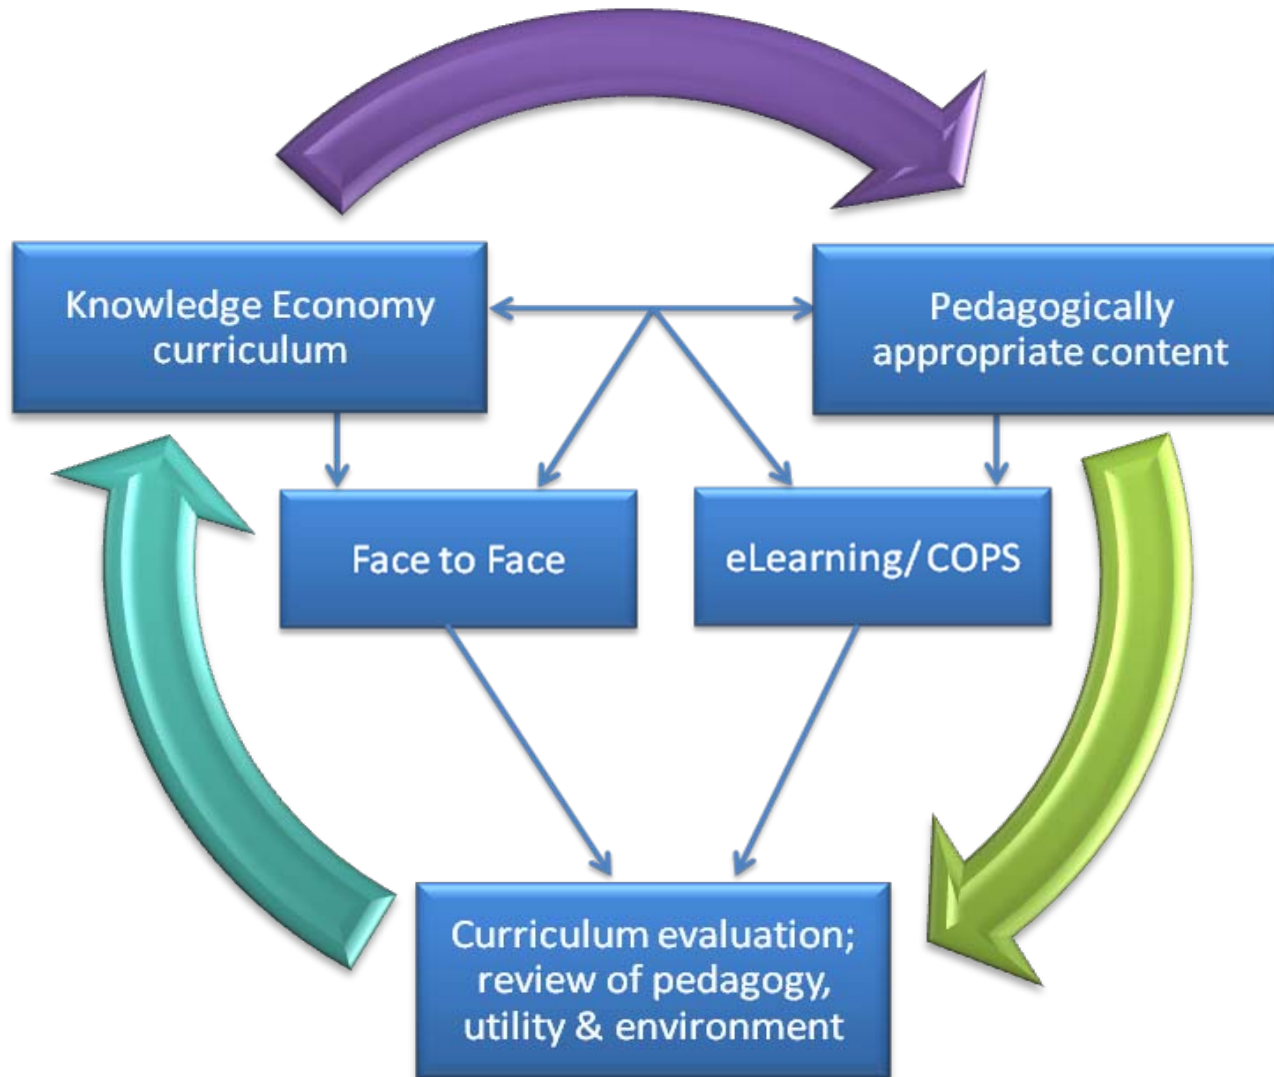 Knowledge Economy
curriculum
Pedagogically
appropriate content
Face to Face
eLearning/ COPS
Curriculum evaluation;
review of pedagogy,
utility & environment